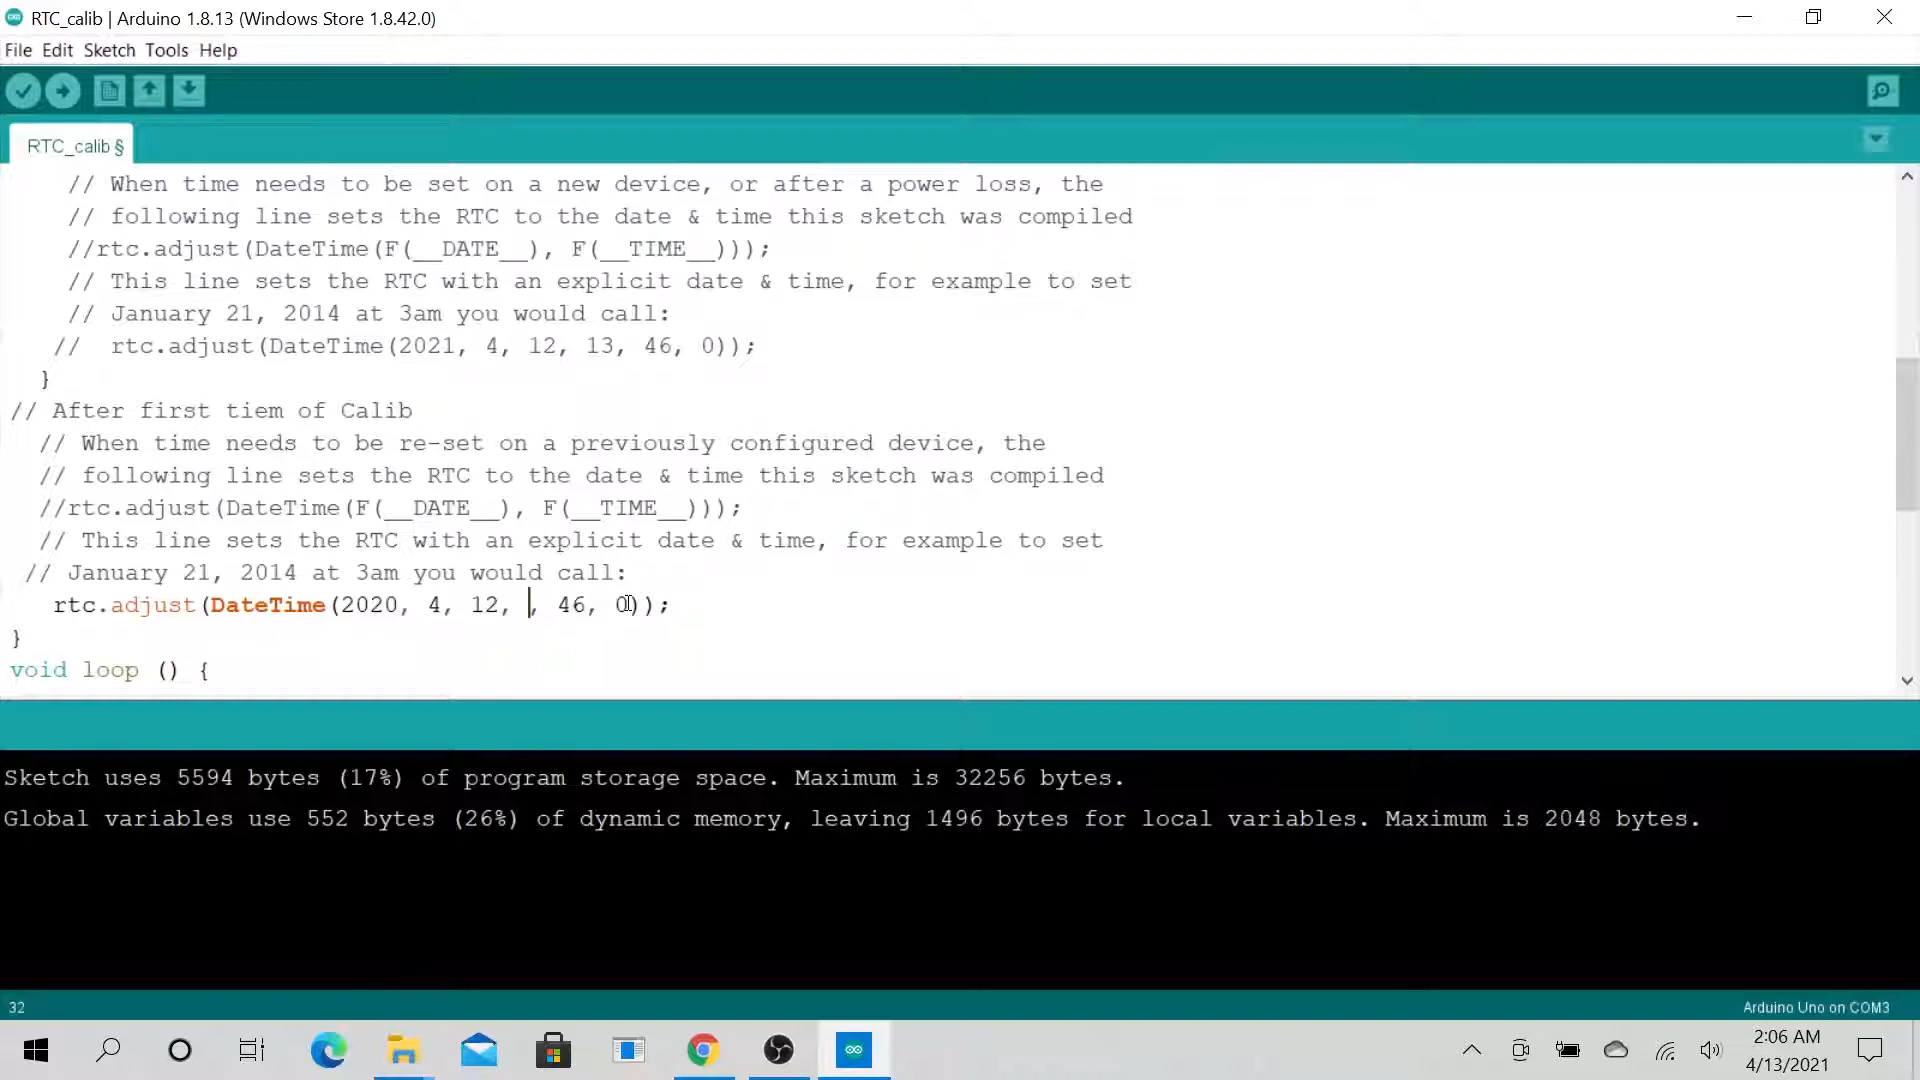 RTC_calib | Arduino 1.8.13 (Windows Store 1.8.42.0)
File Edit Sketch Tools Help
RTC_calib §
// When time needs to be set on a new device, or after a power loss, the
// following line sets the RTC to the date & time this sketch was compiled
//rtc.adjust(DateTime(F(__DATE__), F(__TIME__)));
// This line sets the RTC with an explicit date & time, for example to set
// January 21, 2014 at 3am you would call:
//  rtc.adjust(DateTime(2021, 4, 12, 13, 46, 0));
}
// After first tiem of Calib
// When time needs to be re-set on a previously configured device, the
// following line sets the RTC to the date & time this sketch was compiled
//rtc.adjust(DateTime(F(__DATE__), F(__TIME__)));
// This line sets the RTC with an explicit date & time, for example to set
// January 21, 2014 at 3am you would call:
rtc.adjust(DateTime(2020, 4, 12, , 46, 0));
}
void loop () {
Sketch uses 5594 bytes (17%) of program storage space. Maximum is 32256 bytes.
Global variables use 552 bytes (26%) of dynamic memory, leaving 1496 bytes for local variables. Maximum is 2048 bytes.
32
Arduino Uno on COM3
2:06 AM
4/13/2021